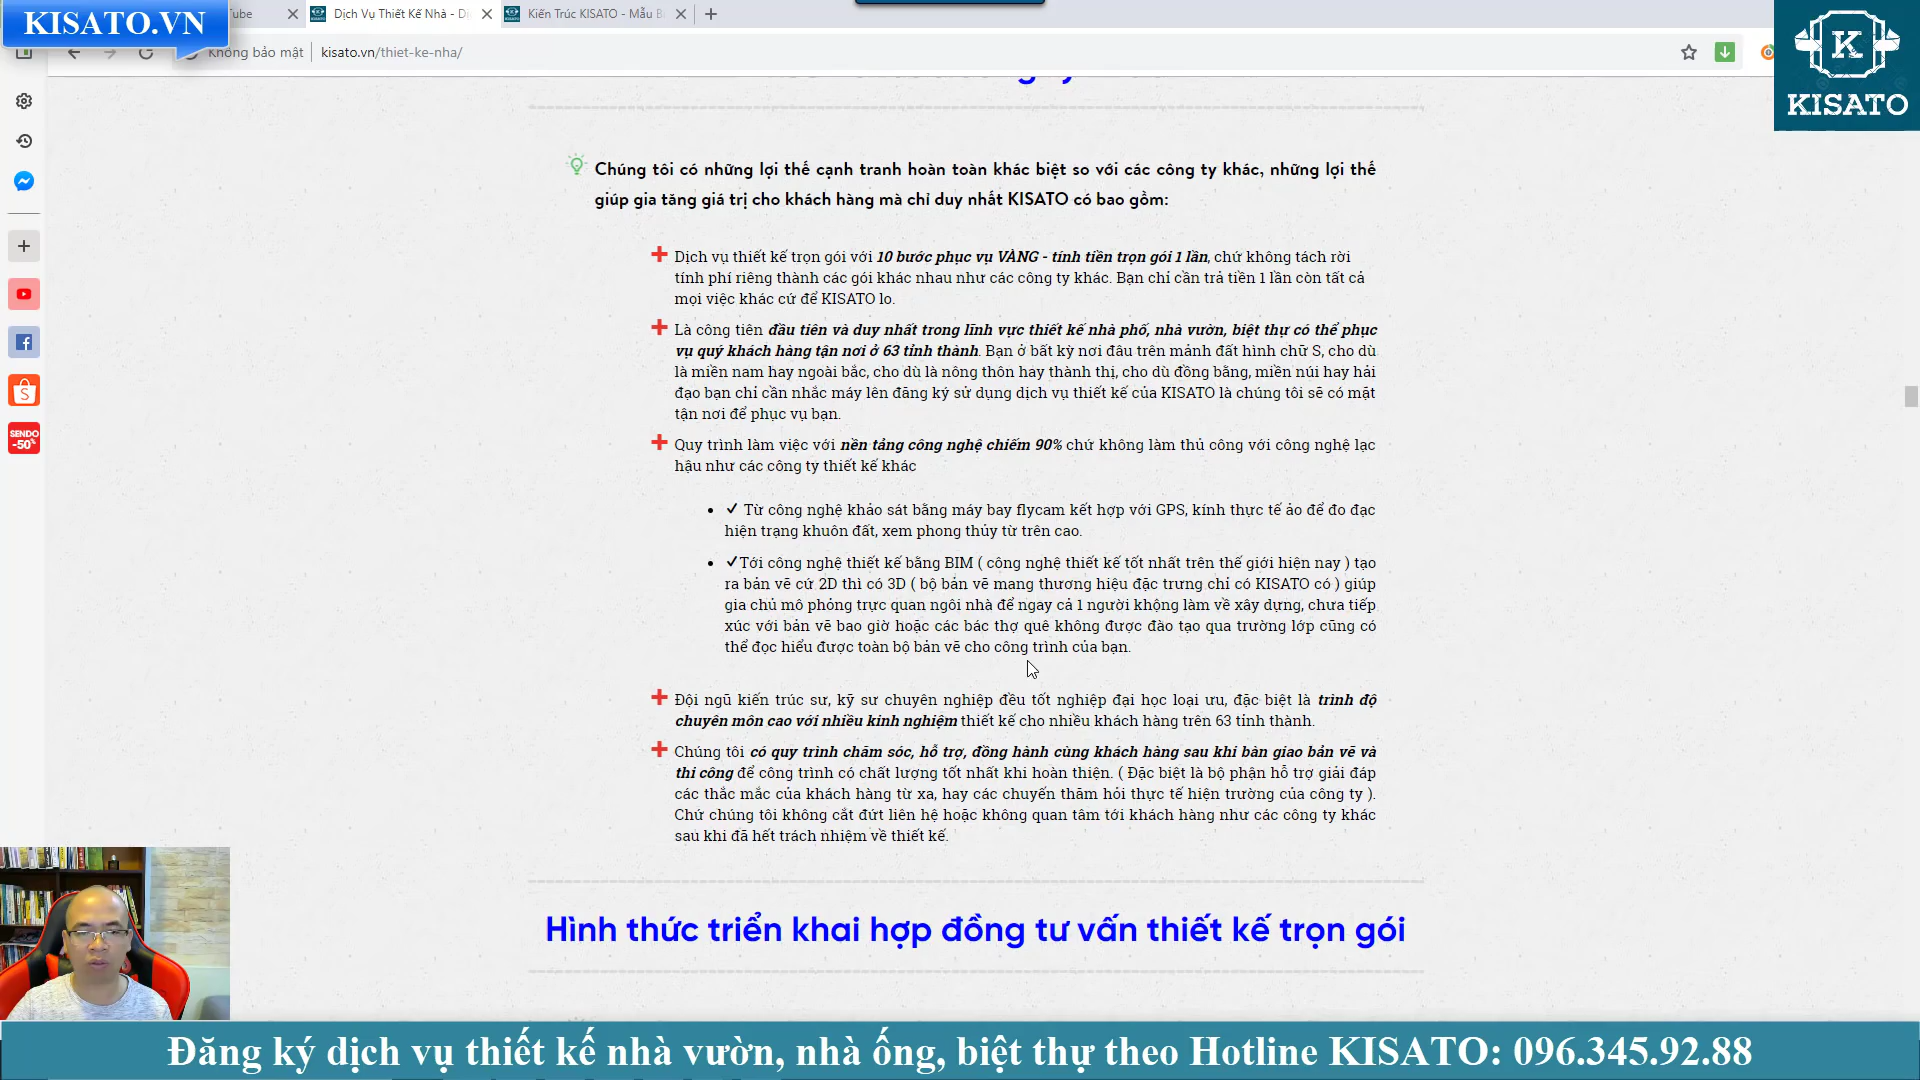 KISATO.VN
Tube
Dịch Vụ Thiết Kế Nhà - D
Kiến Trúc KISATO - Mẫu B
Không bảo mật
kisato.vn/thiet-ke-nha/
KISATO
SENDO
-50%
Chúng tôi có những lợi thế cạnh tranh hoàn toàn khác biệt so với các công ty khác, những lợi thế
giúp gia tăng giá trị cho khách hàng mà chỉ duy nhất KISATO có bao gồm:
Dịch vụ thiết kế trọn gói với 10 bước phục vụ VÀNG - tính tiền trọn gói 1 lần, chứ không tách rời
tính phí riêng thành các gói khác nhau như các công ty khác. Bạn chỉ cần trả tiền 1 lần còn tất cả
mọi việc khác cứ để KISATO lo.
Là công tiên đầu tiên và duy nhất trong lĩnh vực thiết kế nhà phố, nhà vườn, biệt thự có thể phục
vụ quý khách hàng tận nơi ở 63 tỉnh thành. Bạn ở bất kỳ nơi đâu trên mảnh đất hình chữ S, cho dù
là miền nam hay ngoài bắc, cho dù là nông thôn hay thành thị, cho dù đồng bằng, miền núi hay hải
đạo bạn chỉ cần nhắc máy lên đăng ký sử dụng dịch vụ thiết kế của KISATO là chúng tôi sẽ có mặt
tận nơi để phục vụ bạn.
Quy trình làm việc với nền tảng công nghệ chiếm 90% chứ không làm thủ công với công nghệ lạc
hậu như các công ty thiết kế khác
• ✓ Từ công nghệ khảo sát bằng máy bay flycam kết hợp với GPS, kính thực tế ảo để đo đạc
hiện trạng khuôn đất, xem phong thủy từ trên cao.
• ✓Tới công nghệ thiết kế bằng BIM ( công nghệ thiết kế tốt nhất trên thế giới hiện nay ) tạo
ra bản vẽ cứ 2D thì có 3D ( bộ bản vẽ mang thương hiệu đặc trưng chỉ có KISATO có ) giúp
gia chủ mô phỏng trực quan ngôi nhà để ngay cả 1 người không làm về xây dựng, chưa tiếp
xúc với bản vẽ bao giờ hoặc các bác thợ quê không được đào tạo qua trường lớp cũng có
thể đọc hiểu được toàn bộ bản vẽ cho công trình của bạn.
Đội ngũ kiến trúc sư, kỹ sư chuyên nghiệp đều tốt nghiệp đại học loại ưu, đặc biệt là trình độ
chuyên môn cao với nhiều kinh nghiệm thiết kế cho nhiều khách hàng trên 63 tỉnh thành.
Chúng tôi có quy trình chăm sóc, hỗ trợ, đồng hành cùng khách hàng sau khi bàn giao bản vẽ và
thi công để công trình có chất lượng tốt nhất khi hoàn thiện. ( Đặc biệt là bộ phận hỗ trợ giải đáp
các thắc mắc của khách hàng từ xa, hay các chuyến thăm hỏi thực tế hiện trường của công ty ).
Chứ chúng tôi không cắt đứt liên hệ hoặc không quan tâm tới khách hàng như các công ty khác
sau khi đã hết trách nhiệm về thiết kế.
Hình thức triển khai hợp đồng tư vấn thiết kế trọn gói
Đăng ký dịch vụ thiết kế nhà vườn, nhà ống, biệt thự theo Hotline KISATO: 096.345.92.88